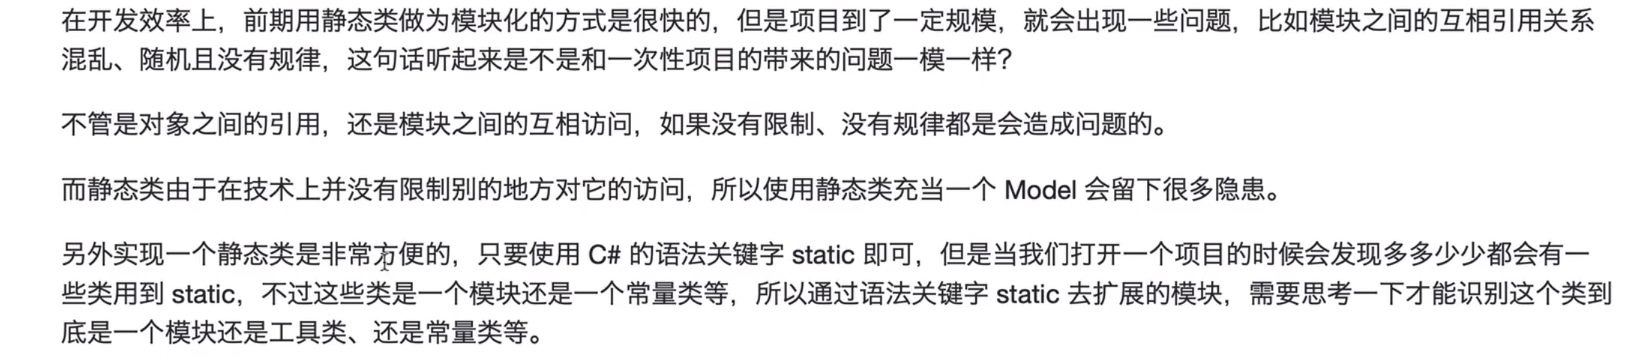 在开发效率上，前期用静态类做为模块化的方式是很快的，但是项目到了一定规模，就会出现一些问题，比如模块之间的互相引用关系
混乱、随机且没有规律，这句话听起来是不是和一次性项目的带来的问题一模一样？
不管是对象之间的引用，还是模块之间的互相访问，如果没有限制、没有规律都是会造成问题的。
而静态类由于在技术上并没有限制别的地方对它的访问，所以使用静态类充当一个 Model 会留下很多隐患。
另外实现一个静态类是非常方便的，只要使用 C# 的语法关键字 static 即可，但是当我们打开一个项目的时候会发现多多少少都会有一
些类用到 static，不过这些类是一个模块还是一个常量类等，所以通过语法关键字 static 去扩展的模块，需要思考一下才能识别这个类到
底是一个模块还是工具类、还是常量类等。